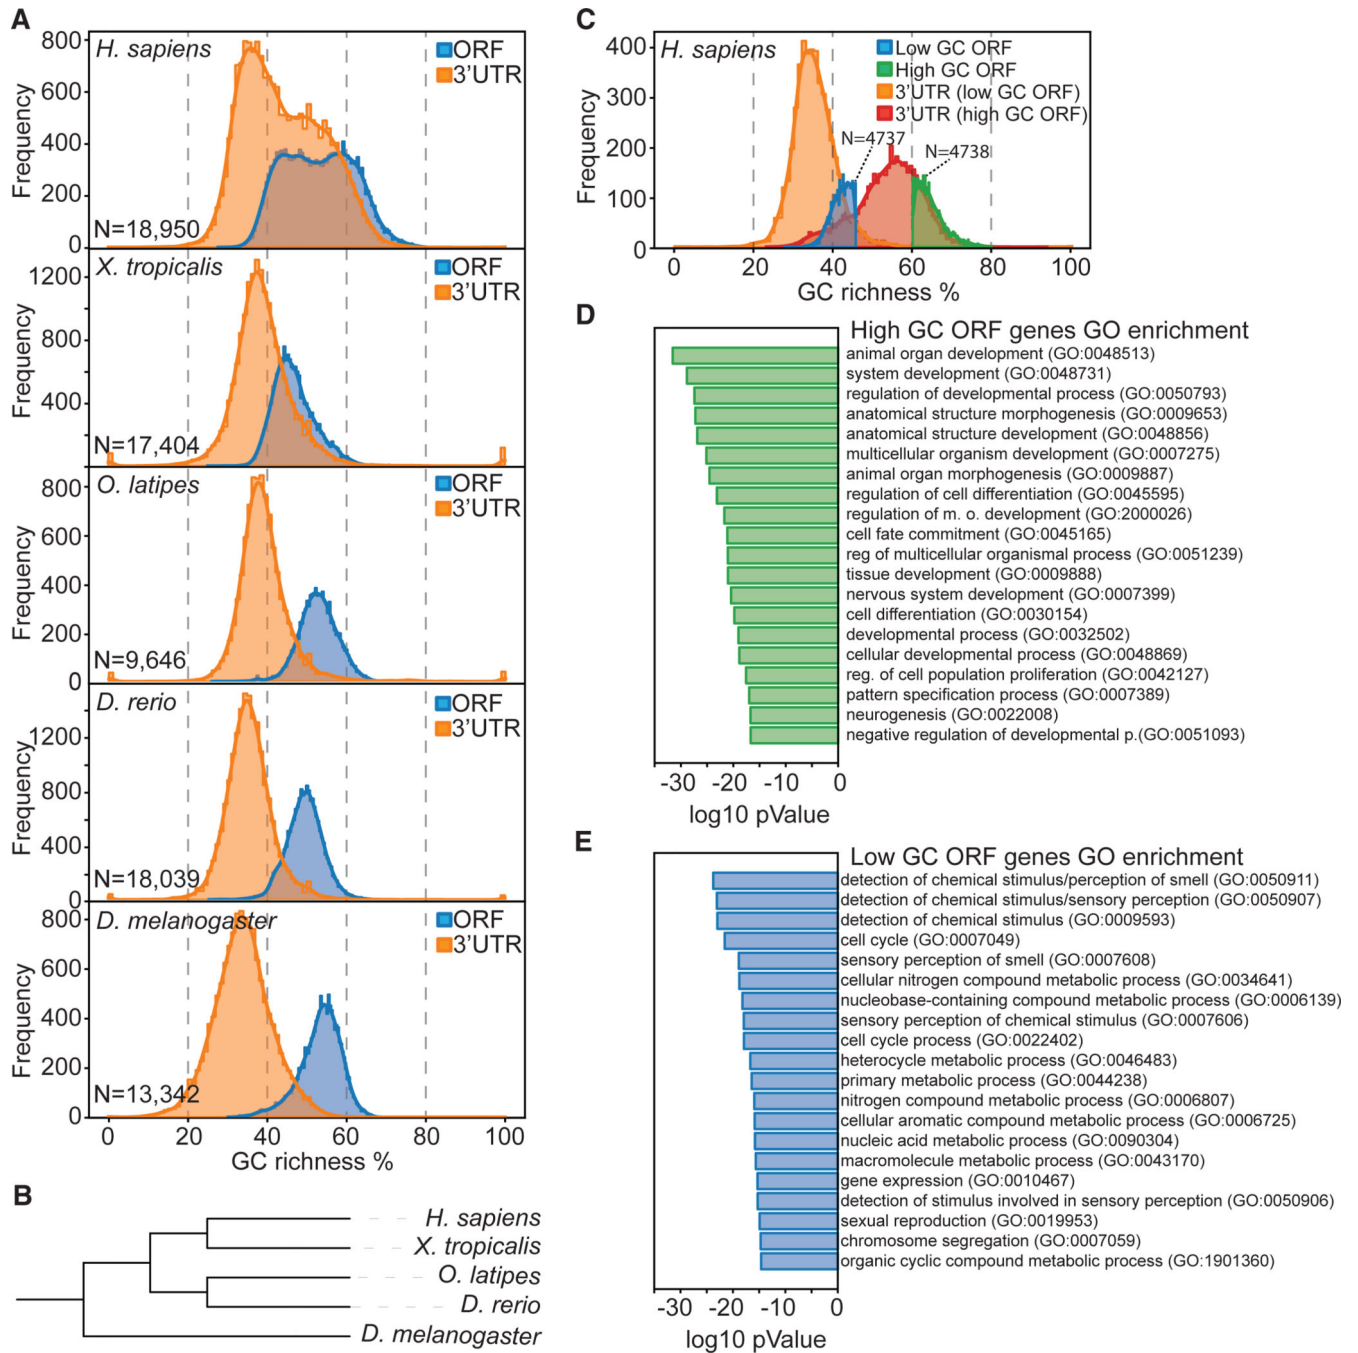 A
H. sapiens
ORF
3'UTR
800
600
400
200
0
Frequency
N=18,950
X. tropicalis
ORF
3'UTR
1200
800
400
Frequency
N=17,404
O. latipes
ORF
3'UTR
800
600
400
200
0
Frequency
N=9,646
D. rerio
ORF
3'UTR
1200
800
400
0
Frequency
N=18,039
D. melanogaster
ORF
3'UTR
800
600
400
200
0
Frequency
N=13,342
0 20 40 60 80 100
GC richness %
B
H. sapiens
X. tropicalis
O. latipes
D. rerio
D. melanogaster
C
H. sapiens
Low GC ORF
High GC ORF
3'UTR (low GC ORF)
3'UTR (high GC ORF)
N=4737
N=4738
400
300
200
100
0
Frequency
0 20 40 60 80 100
GC richness %
D
High GC ORF genes GO enrichment
animal organ development (GO:0048513)
system development (GO:0048731)
regulation of developmental process (GO:0050793)
anatomical structure morphogenesis (GO:0009653)
anatomical structure development (GO:0048856)
multicellular organism development (GO:0007275)
animal organ morphogenesis (GO:0009887)
regulation of cell differentiation (GO:0045595)
regulation of m. o. development (GO:2000026)
cell fate commitment (GO:0045165)
reg of multicellular organismal process (GO:0051239)
tissue development (GO:0009888)
nervous system development (GO:0007399)
cell differentiation (GO:0030154)
developmental process (GO:0032502)
cellular developmental process (GO:0048869)
reg. of cell population proliferation (GO:0042127)
pattern specification process (GO:0007389)
neurogenesis (GO:0022008)
negative regulation of developmental p.(GO:0051093)
-30 -20 -10 0
log10 pValue
E
Low GC ORF genes GO enrichment
detection of chemical stimulus/perception of smell (GO:0050911)
detection of chemical stimulus/sensory perception (GO:0050907)
detection of chemical stimulus (GO:0009593)
cell cycle (GO:0007049)
sensory perception of smell (GO:0007608)
cellular nitrogen compound metabolic process (GO:0034641)
nucleobase-containing compound metabolic process (GO:0006139)
sensory perception of chemical stimulus (GO:0007606)
cell cycle process (GO:0022402)
heterocycle metabolic process (GO:0046483)
primary metabolic process (GO:0044238)
nitrogen compound metabolic process (GO:0006807)
cellular aromatic compound metabolic process (GO:0006725)
nucleic acid metabolic process (GO:0090304)
macromolecule metabolic process (GO:0043170)
gene expression (GO:0010467)
detection of stimulus involved in sensory perception (GO:0050906)
sexual reproduction (GO:0019953)
chromosome segregation (GO:0007059)
organic cyclic compound metabolic process (GO:1901360)
-30 -20 -10 0
log10 pValue